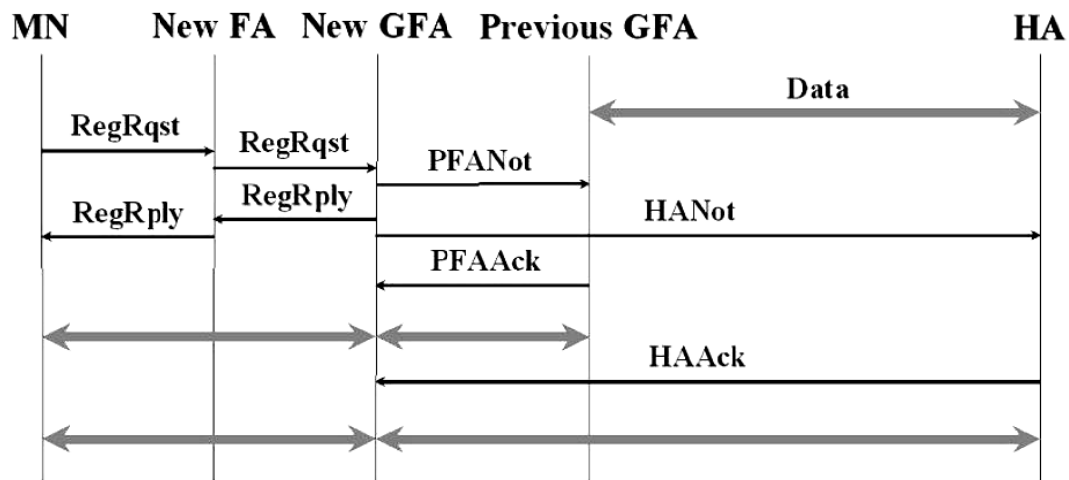 MN New FA New GFA Previous GFA HA
Data
RegRqst
RegRqst
PFANot
RegRply
RegRply
HANot
PFAAck
HAAck